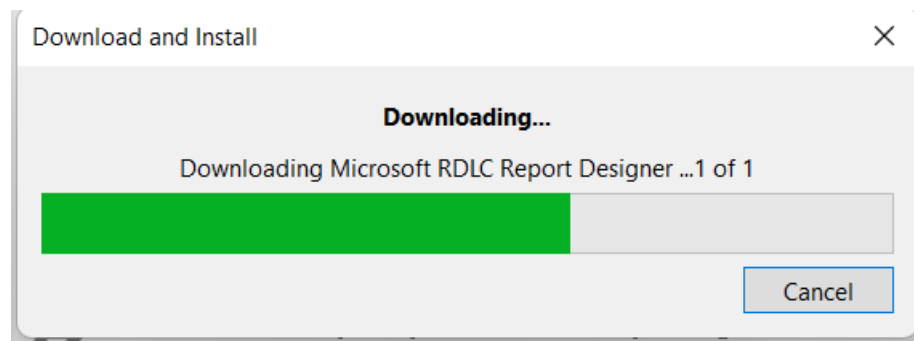 Download and Install
Downloading...
Downloading Microsoft RDLC Report Designer ...1 of 1
Cancel